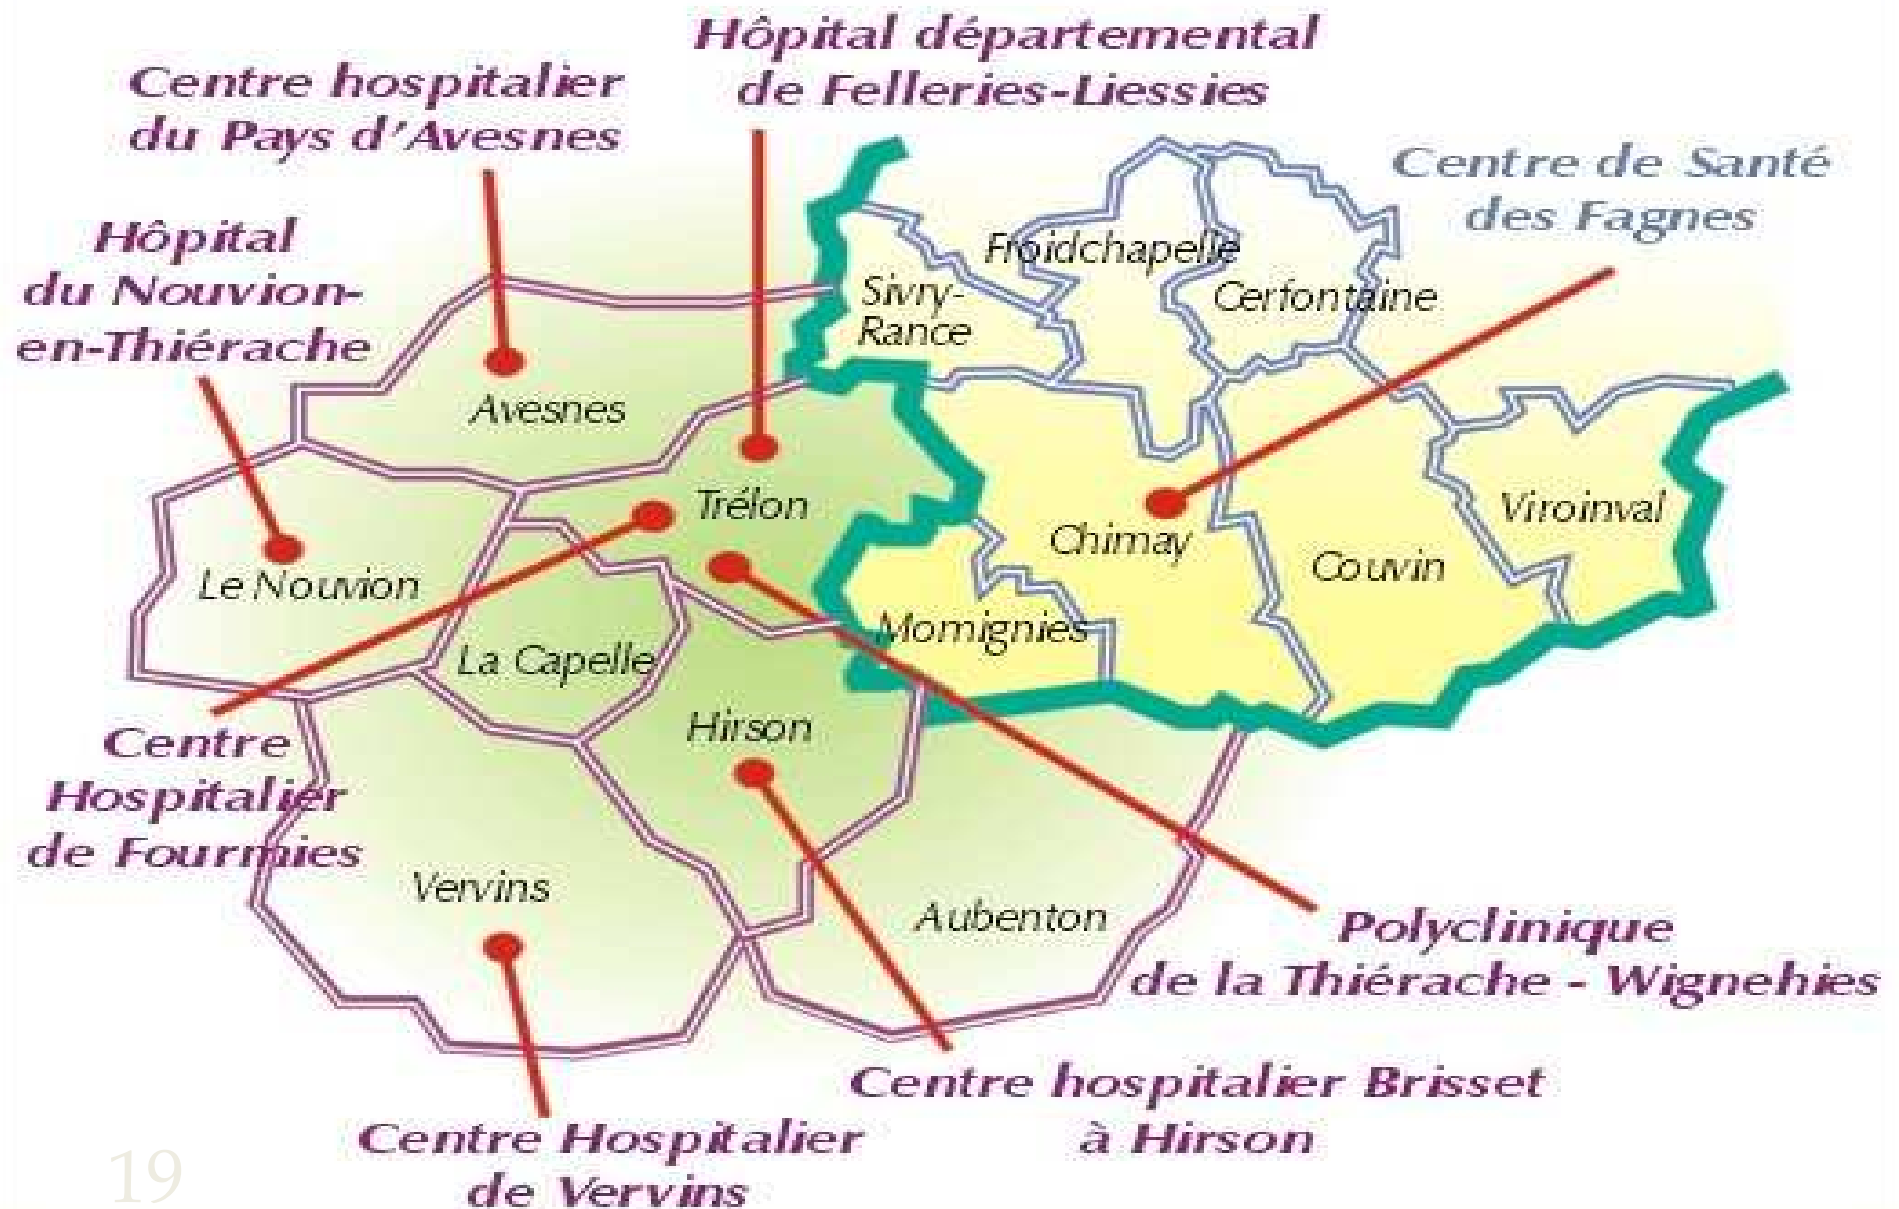 Hôpital départemental
de Felleries-Liessies
Centre hospitalier
du Pays d'Avesnes
Centre de Santé
des Fagnes
Hôpital
du Nouvion-
en-Thiérache
Froidchapelle
Sivry-
Rance
Cerfontaine
Avesnes
Trélon
Viroinval
Chimay
Couvin
Le Nouvion
Momignies
La Capelle
Hirson
Centre
Hospitalier
de Fourmies
Vervins
Aubenton
Polyclinique
de la Thiérache - Wignehies
Centre hospitalier Brisset
à Hirson
Centre Hospitalier
de Vervins
19